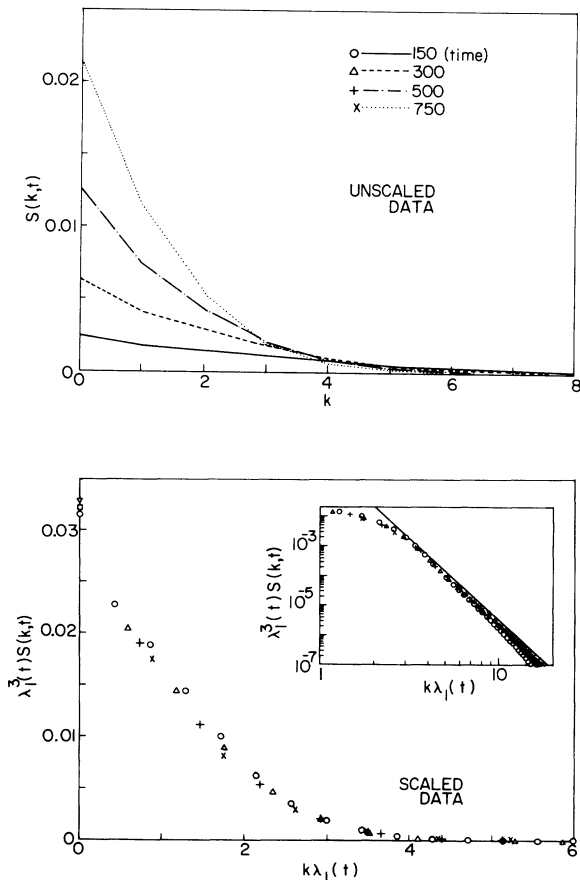 0.02
S(k,t)
0.01
0
150 (time)
300
500
750
UNSCALED
DATA
0 2 4 6 8
k
0.03
λ₁³(t)S(k,t)
0.02
0.01
0
10⁻³
10⁻⁵
10⁻⁷
λ₁³(t)S(k,t)
1 10
kλ₁(t)
SCALED
DATA
0 2 4 6
kλ₁(t)